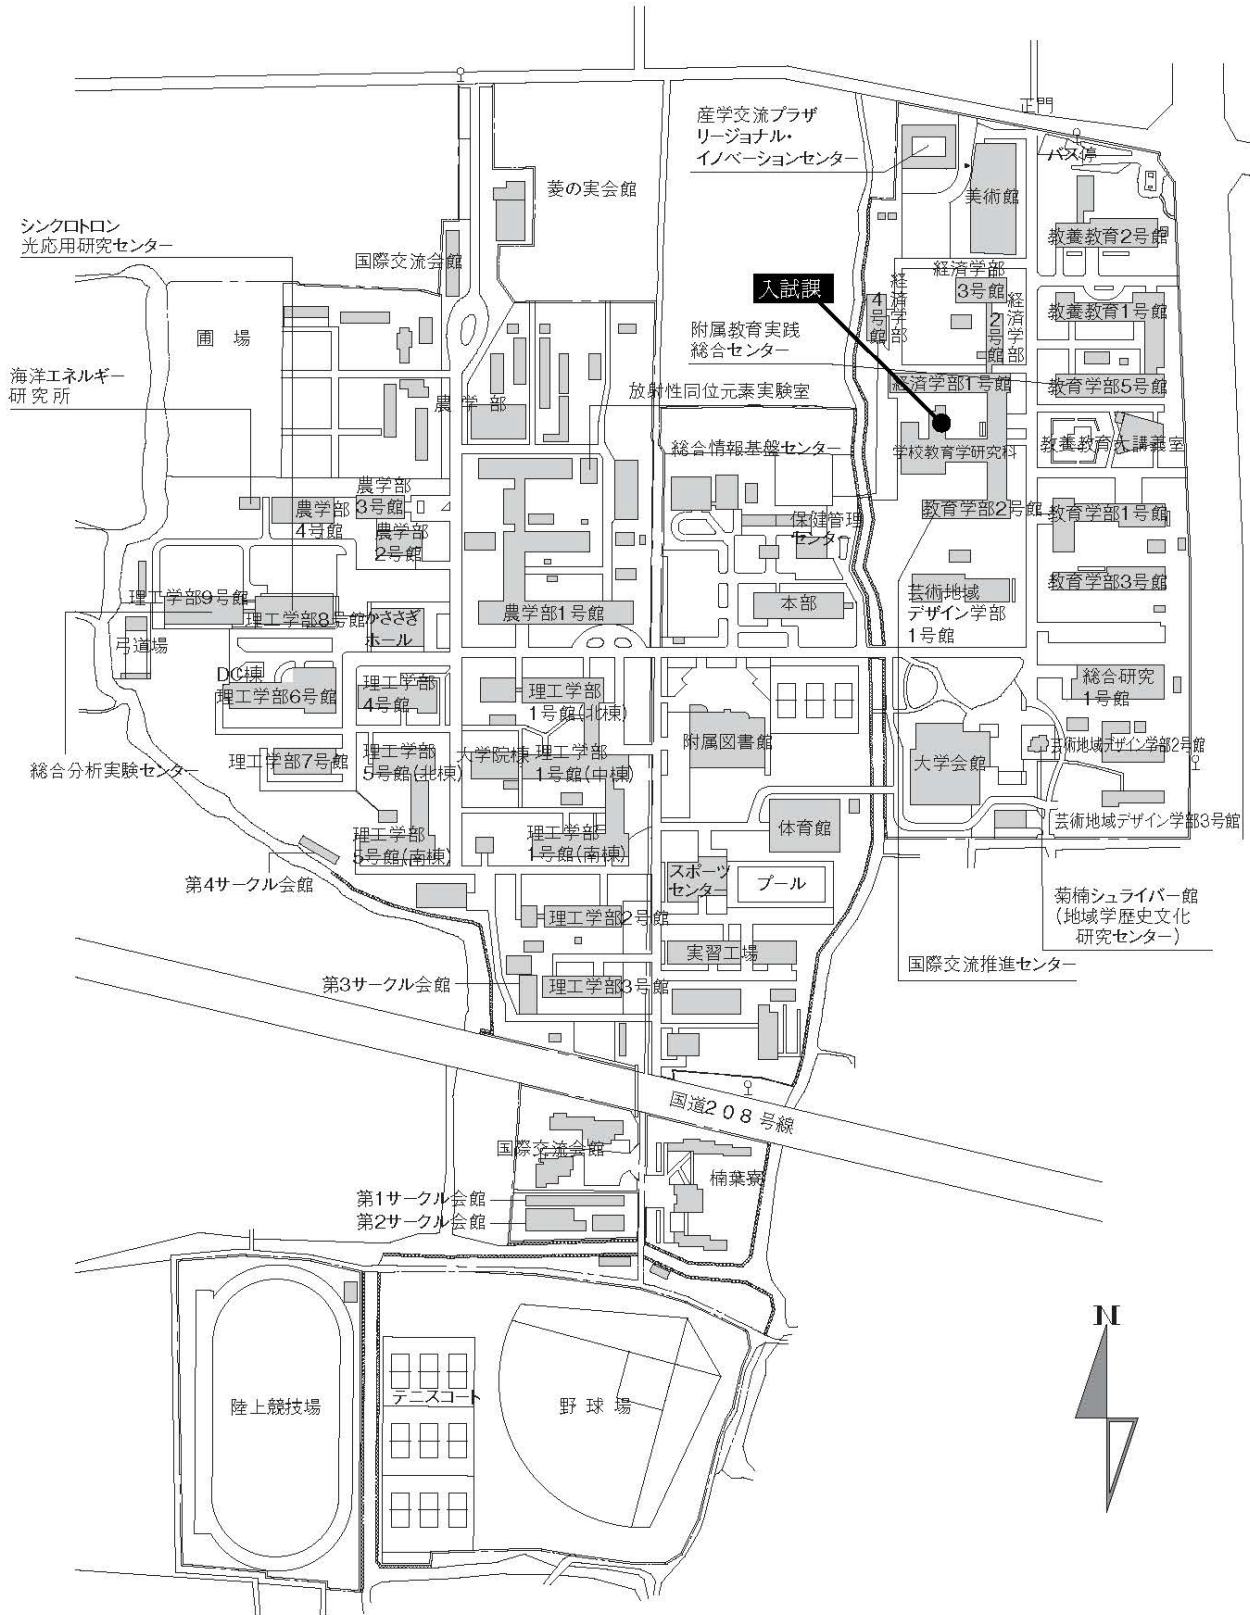 正門
バス停
産学交流プラザ
リージョナル・
イノベーションセンター
美術館
菱の実会館
教養教育2号館
シンクロトロン
光応用研究センター
国際交流会館
経済学部
3号館
経済学部
4号館
経済学部
2号館
入試課
教養教育1号館
圃 場
附属教育実践
総合センター
海洋エネルギー
研究所
経済学部1号館
教育学部5号館
放射性同位元素実験室
農 学 部
総合情報基盤センター
学校教育学研究科
教養教育大講義室
農学部
3号館
農学部
4号館
農学部
2号館
保健管理
センター
教育学部2号館
教育学部1号館
教育学部3号館
理工学部9号館
理工学部8号館
かささぎ
ホール
農学部1号館
本部
芸術地域
デザイン学部
1号館
弓道場
DC棟
理工学部6号館
理工学部
4号館
理工学部
1号館(北棟)
総合研究
1号館
附属図書館
大学会館
芸術地域デザイン学部2号館
総合分析実験センター
理工学部7号館
理工学部
5号館(北棟)
大学院棟
理工学部
1号館(中棟)
体育館
芸術地域デザイン学部3号館
理工学部
5号館(南棟)
理工学部
1号館(南棟)
第4サークル会館
スポーツ
センター
プール
菊楠シュライバー館
(地域学歴史文化
研究センター)
理工学部2号館
実習工場
国際交流推進センター
第3サークル会館
理工学部3号館
国道208号線
国際交流会館
楠葉寮
第1サークル会館
第2サークル会館
N
陸上競技場
テニスコート
野 球 場